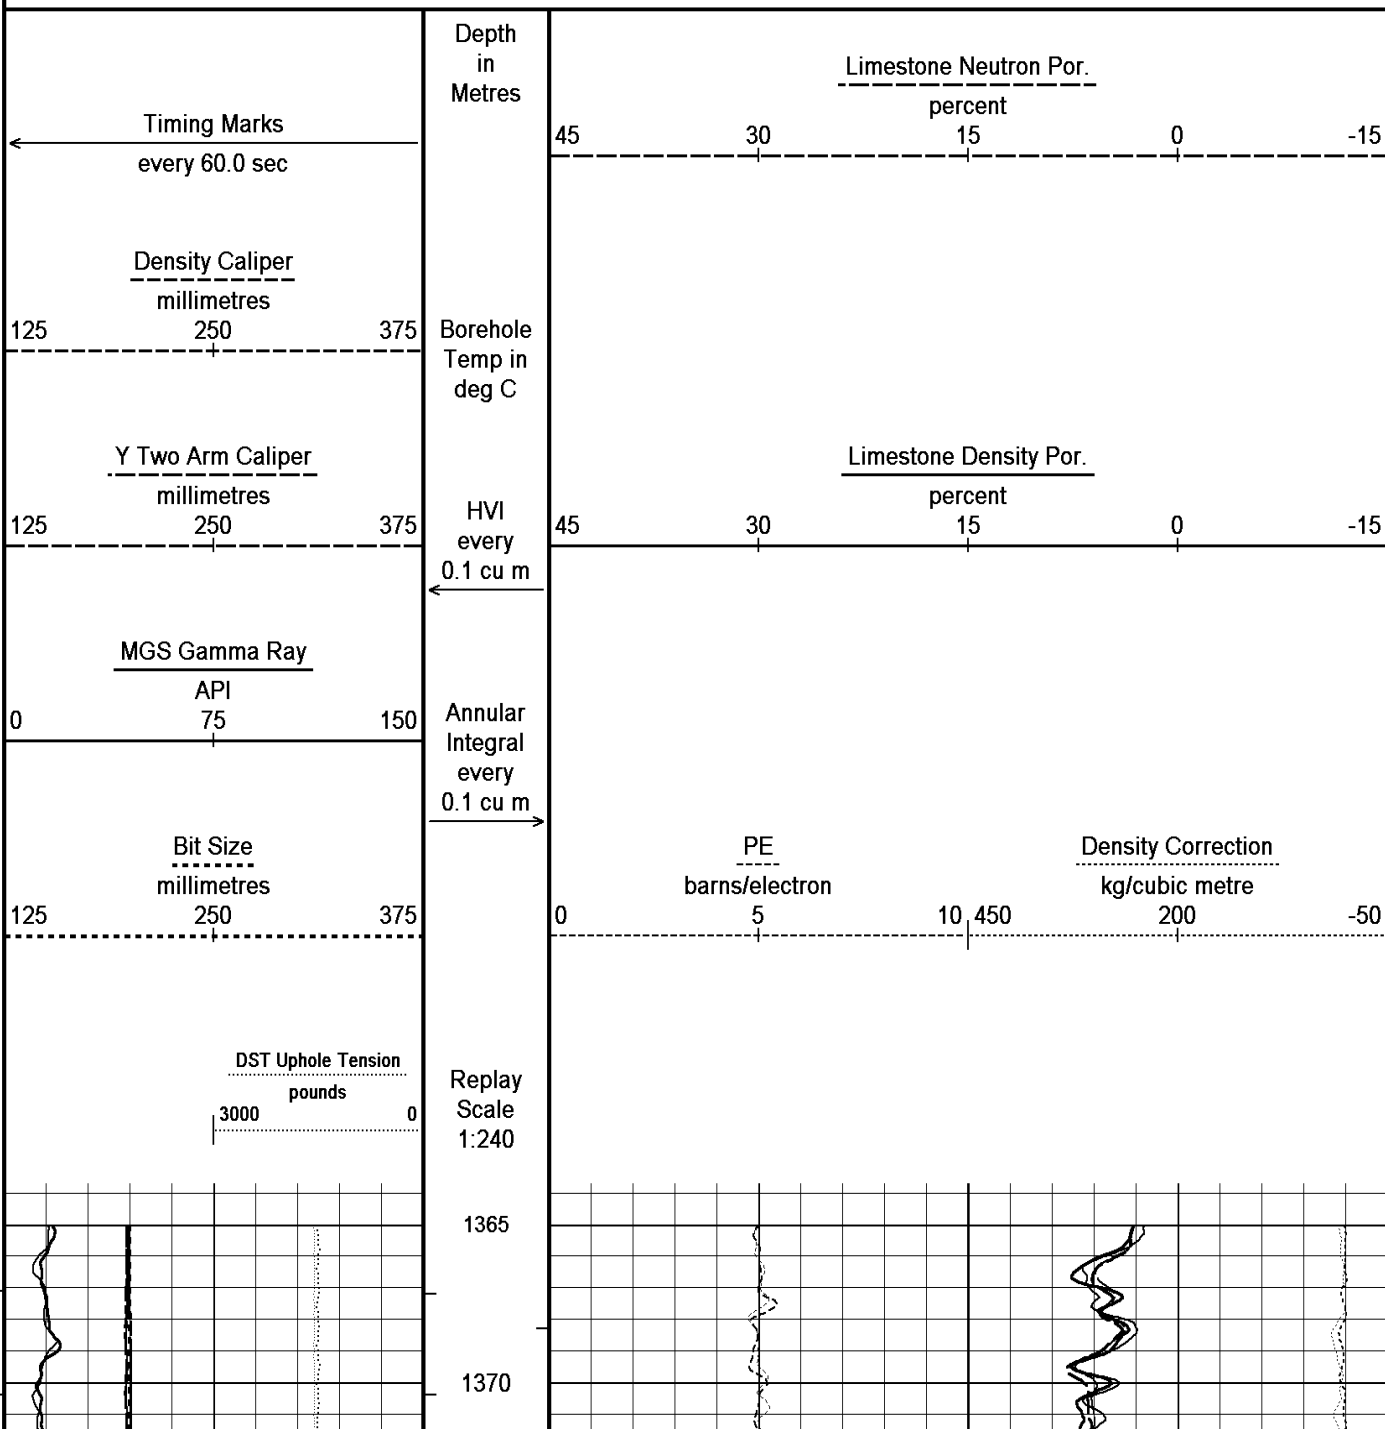 Timing Marks
every 60.0 sec
Density Caliper
millimetres
125 250 375
Y Two Arm Caliper
millimetres
125 250 375
MGS Gamma Ray
API
0 75 150
Bit Size
millimetres
125 250 375
DST Uphole Tension
pounds
3000 0
Depth
in
Metres
Borehole
Temp in
deg C
HVI
every
0.1 cu m
Annular
Integral
every
0.1 cu m
Replay
Scale
1:240
1365
1370
Limestone Neutron Por.
percent
45 30 15 0 -15
Limestone Density Por.
percent
45 30 15 0 -15
PE
barns/electron
0 5 10
Density Correction
kg/cubic metre
450 200 -50